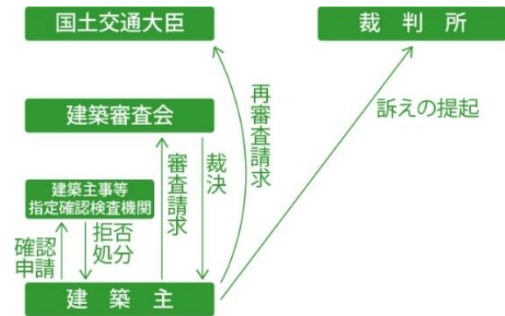 国土交通大臣
裁判所
建築審査会
再審査請求
訴えの提起
審査請求
裁決
建築主事等
指定確認検査機関
確認
申請
拒否
処分
建築主